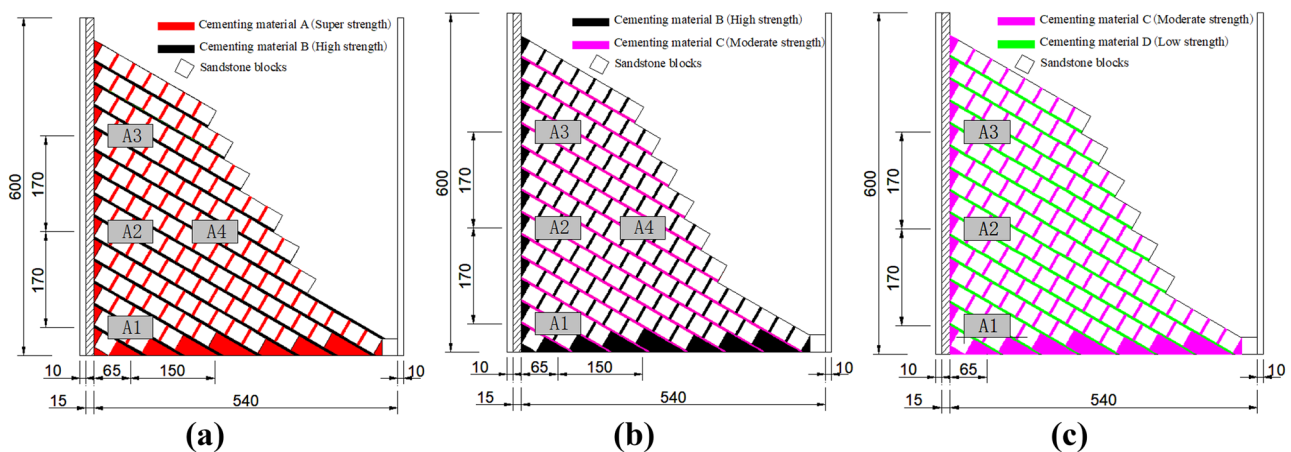 Cementing material A (Super strength)
Cementing material B (High strength)
Sandstone blocks
A3
A2
A4
A1
600
170
170
10
65
150
10
15
540
(a)
Cementing material B (High strength)
Cementing material C (Moderate strength)
Sandstone blocks
A3
A2
A4
A1
600
170
170
10
65
150
10
15
540
(b)
Cementing material C (Moderate strength)
Cementing material D (Low strength)
Sandstone blocks
A3
A2
A1
600
170
170
10
65
10
15
540
(c)